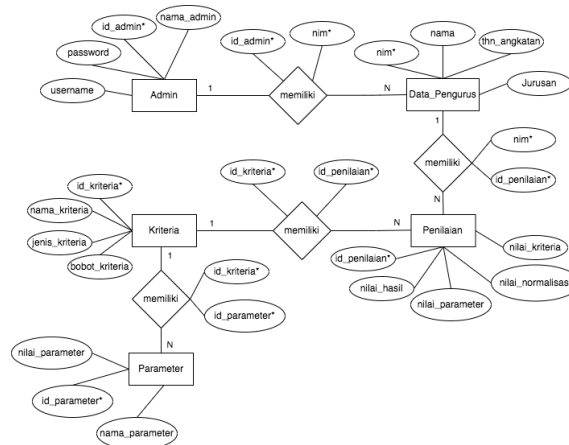 nama_admin
id_admin*
password
username
Admin
1
id_admin*
nim*
memiliki
N
nama
nim*
thn_angkatan
Jurusan
Data_Pengurus
1
memiliki
nim*
id_penilaian*
N
id_kriteria*
nama_kriteria
jenis_kriteria
bobot_kriteria
Kriteria
1
id_kriteria*
id_penilaian*
memiliki
N
Penilaian
id_penilaian*
nilai_hasil
nilai_parameter
nilai_kriteria
nilai_normalisas
1
memiliki
id_kriteria*
id_parameter*
N
nilai_parameter
id_parameter*
nama_parameter
Parameter